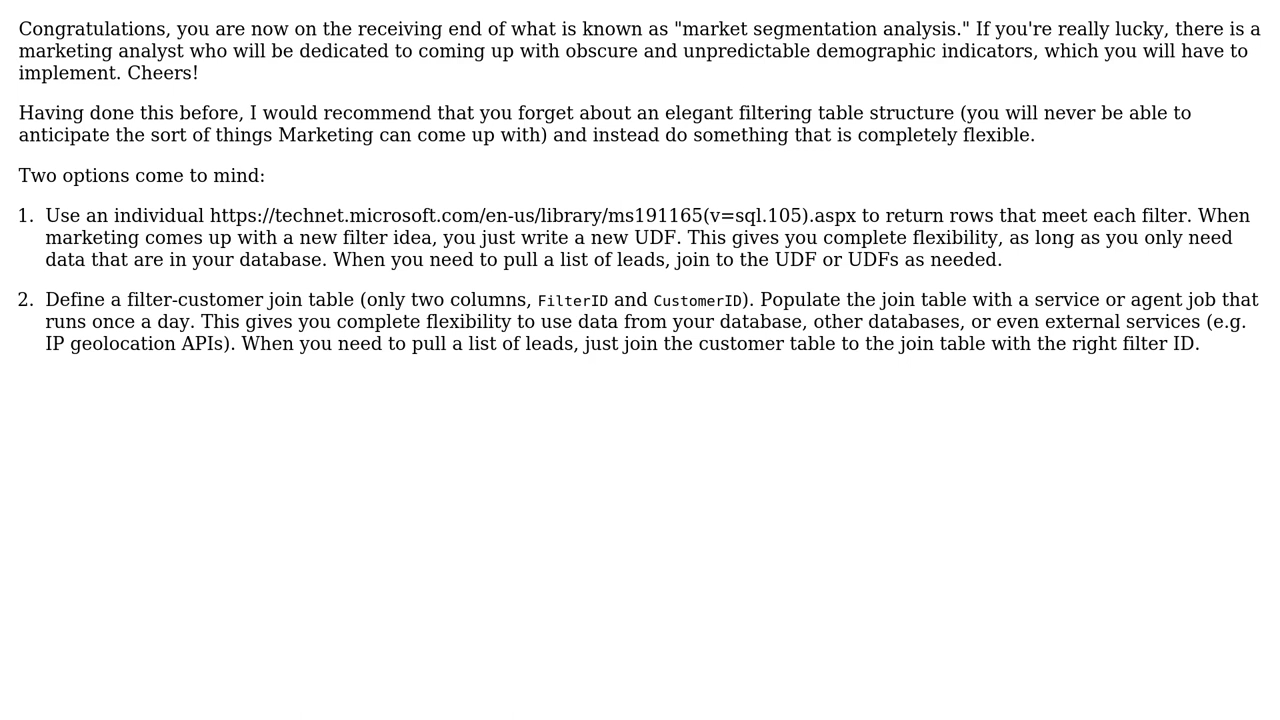 Congratulations, you are now on the receiving end of what is known as "market segmentation analysis." If you're really lucky, there is a
marketing analyst who will be dedicated to coming up with obscure and unpredictable demographic indicators, which you will have to
implement. Cheers!
Having done this before, I would recommend that you forget about an elegant filtering table structure (you will never be able to
anticipate the sort of things Marketing can come up with) and instead do something that is completely flexible.
Two options come to mind:
1. Use an individual https://technet.microsoft.com/en-us/library/ms191165(v=sql.105).aspx to return rows that meet each filter. When
marketing comes up with a new filter idea, you just write a new UDF. This gives you complete flexibility, as long as you only need
data that are in your database. When you need to pull a list of leads, join to the UDF or UDFs as needed.
2. Define a filter-customer join table (only two columns, FilterID and CustomerID). Populate the join table with a service or agent job that
runs once a day. This gives you complete flexibility to use data from your database, other databases, or even external services (e.g.
IP geolocation APIs). When you need to pull a list of leads, just join the customer table to the join table with the right filter ID.